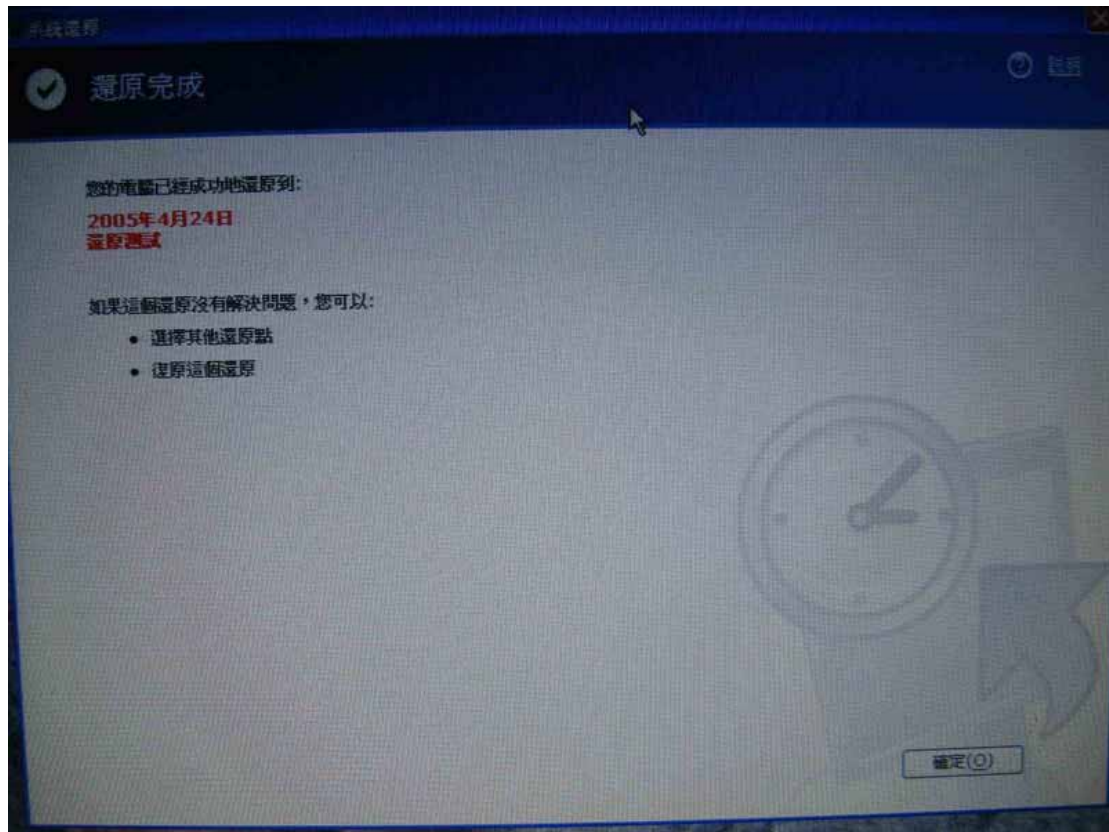 系統還原
還原完成
說明
您的電腦已經成功地還原到:
2005年4月24日
還原測試
如果這個還原沒有解決問題，您可以:
• 選擇其他還原點
• 復原這個還原
確定(O)